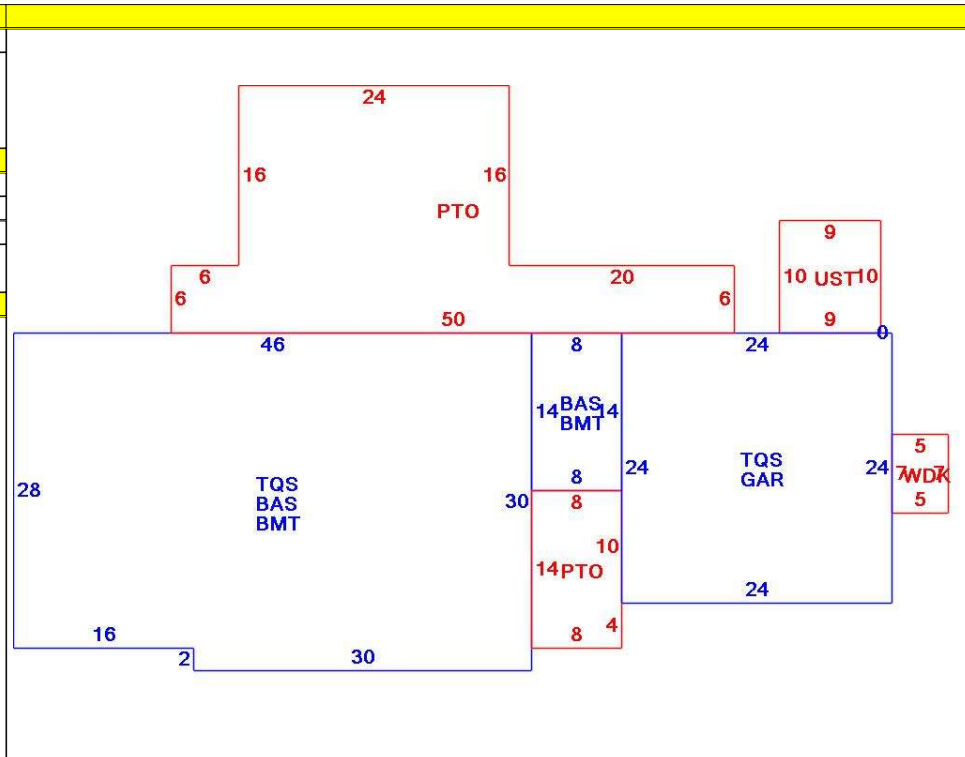 24
16 16
PTO
9
6 20
10 UST 10
6 6
50 9
46 8 24 0
14 BAS 14
BMT
5
TQS
GAR
24 24 7 WDK 7
8
TQS
BAS
BMT
28
30 8 5
10
14 PTO
24
4
16 8
2 30